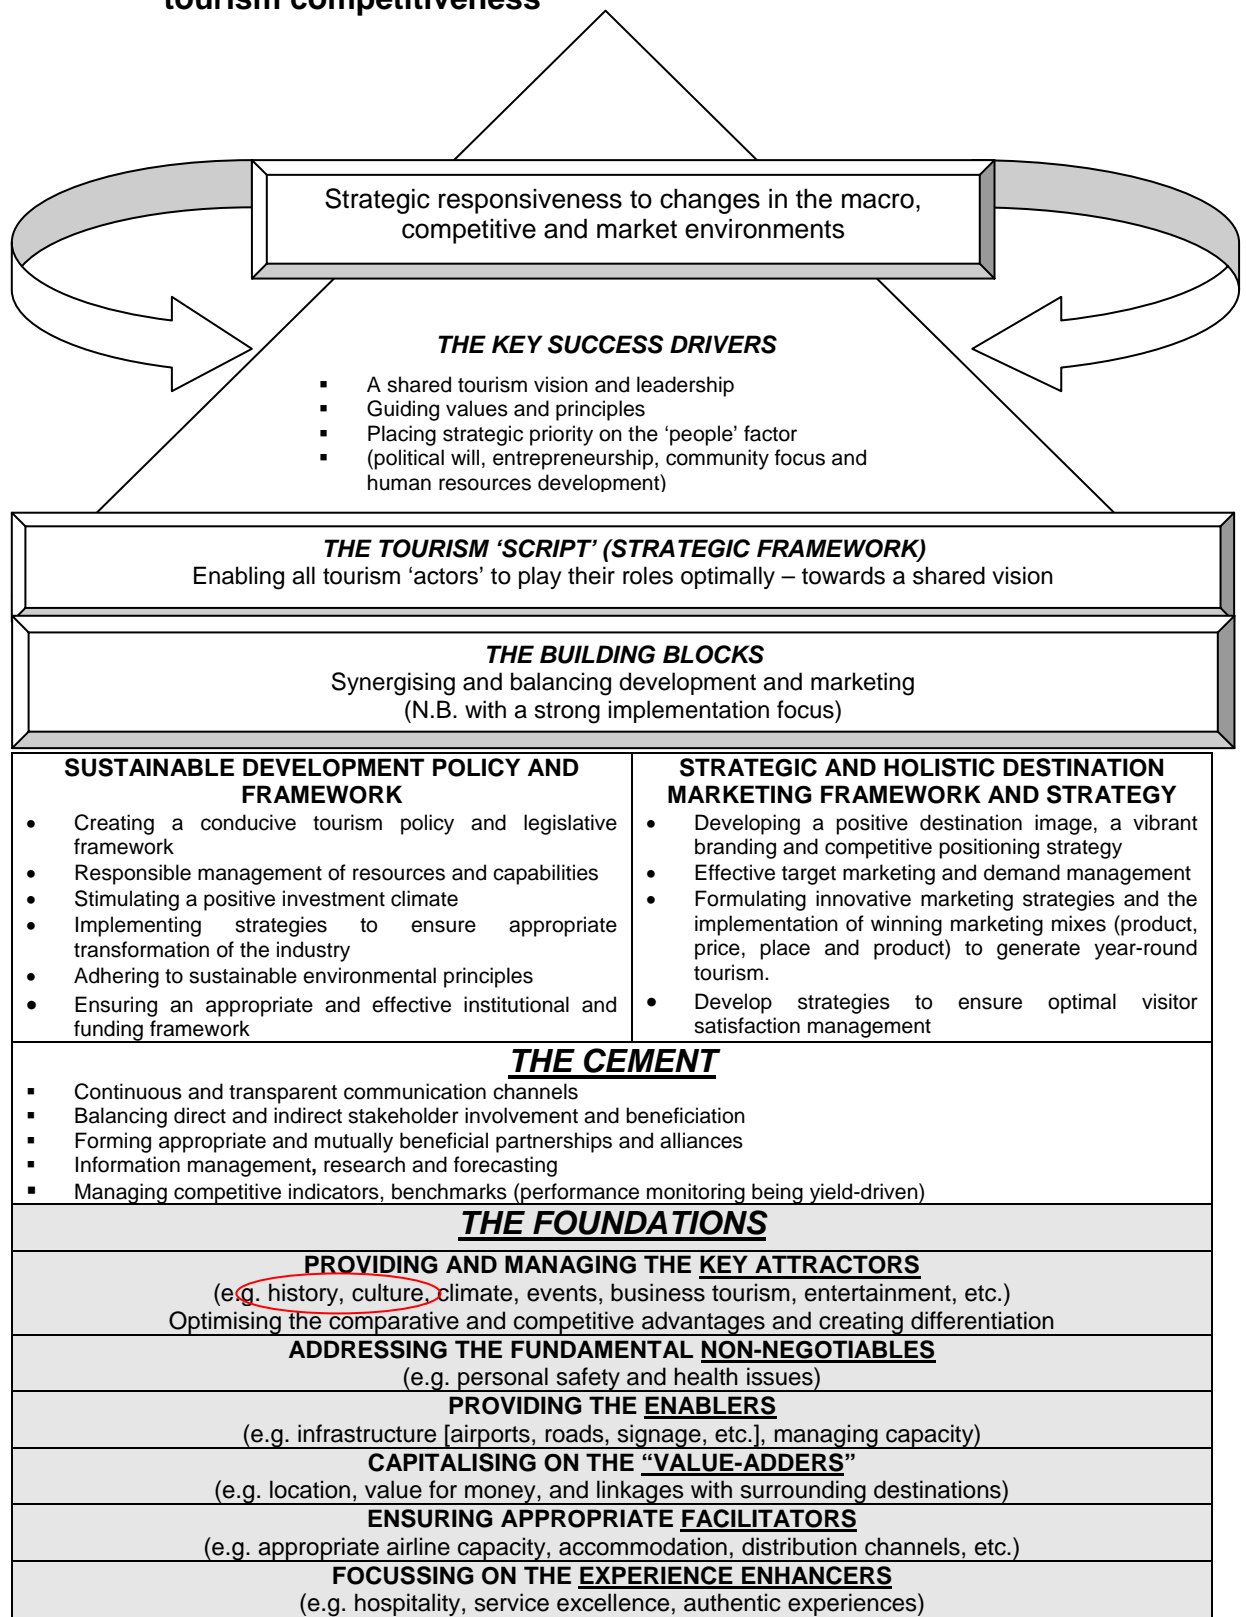 tourism competitiveness
Strategic responsiveness to changes in the macro,
competitive and market environments
THE KEY SUCCESS DRIVERS
▪ A shared tourism vision and leadership
▪ Guiding values and principles
▪ Placing strategic priority on the ‘people’ factor
▪ (political will, entrepreneurship, community focus and
human resources development)
THE TOURISM ‘SCRIPT’ (STRATEGIC FRAMEWORK)
Enabling all tourism ‘actors’ to play their roles optimally – towards a shared vision
THE BUILDING BLOCKS
Synergising and balancing development and marketing
(N.B. with a strong implementation focus)
SUSTAINABLE DEVELOPMENT POLICY AND
FRAMEWORK
• Creating a conducive tourism policy and legislative
framework
• Responsible management of resources and capabilities
• Stimulating a positive investment climate
• Implementing strategies to ensure appropriate
transformation of the industry
• Adhering to sustainable environmental principles
• Ensuring an appropriate and effective institutional and
funding framework
STRATEGIC AND HOLISTIC DESTINATION
MARKETING FRAMEWORK AND STRATEGY
• Developing a positive destination image, a vibrant
branding and competitive positioning strategy
• Effective target marketing and demand management
• Formulating innovative marketing strategies and the
implementation of winning marketing mixes (product,
price, place and product) to generate year-round
tourism.
• Develop strategies to ensure optimal visitor
satisfaction management
THE CEMENT
▪ Continuous and transparent communication channels
▪ Balancing direct and indirect stakeholder involvement and beneficiation
▪ Forming appropriate and mutually beneficial partnerships and alliances
▪ Information management, research and forecasting
▪ Managing competitive indicators, benchmarks (performance monitoring being yield-driven)
THE FOUNDATIONS
PROVIDING AND MANAGING THE KEY ATTRACTORS
(e.g. history, culture, climate, events, business tourism, entertainment, etc.)
Optimising the comparative and competitive advantages and creating differentiation
ADDRESSING THE FUNDAMENTAL NON-NEGOTIABLES
(e.g. personal safety and health issues)
PROVIDING THE ENABLERS
(e.g. infrastructure [airports, roads, signage, etc.], managing capacity)
CAPITALISING ON THE “VALUE-ADDERS”
(e.g. location, value for money, and linkages with surrounding destinations)
ENSURING APPROPRIATE FACILITATORS
(e.g. appropriate airline capacity, accommodation, distribution channels, etc.)
FOCUSSING ON THE EXPERIENCE ENHANCERS
(e.g. hospitality, service excellence, authentic experiences)